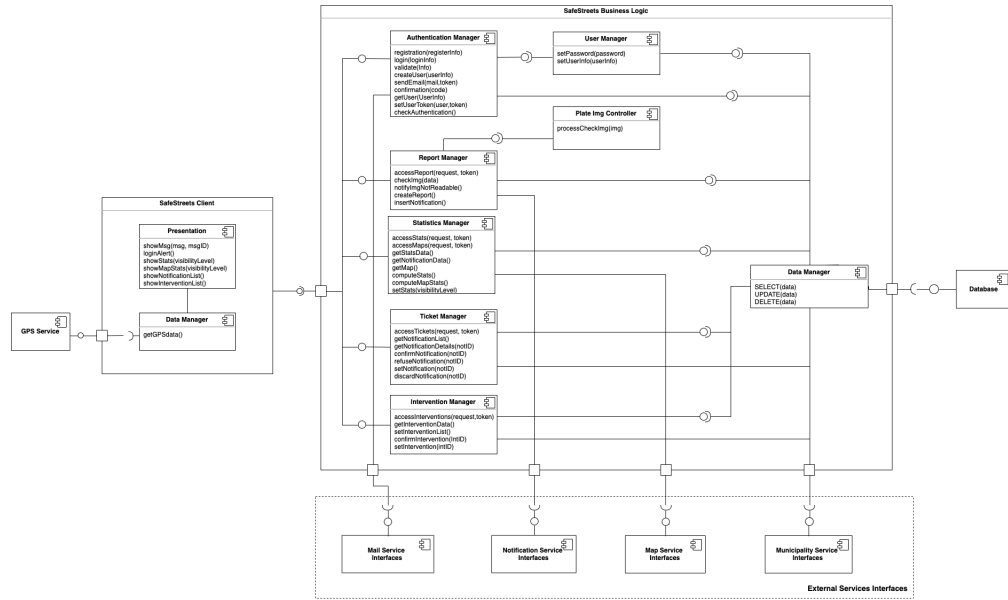 SafeStreets Business Logic
Authentication Manager
registration(registerInfo)
login(loginInfo)
validate(Info)
createUser(userInfo)
sendEmail(mail,token)
confirmation(code)
getUser(UserInfo)
setUserToken(user,token)
checkAuthentication()
User Manager
setPassword(password)
setUserInfo(userInfo)
Plate Img Controller
processCheckImg(img)
Report Manager
accessReport(request, token)
checkImg(data)
notifyImgNotReadable()
createReport()
insertNotification()
SafeStreets Client
Presentation
showMsg(msg, msgID)
loginAlert()
showStats(visibilityLevel)
showMapStats(visibilityLevel)
showNotificationList()
showInterventionList()
Statistics Manager
accessStats(request, token)
accessMaps(request, token)
getStatsData()
getNotificationData()
getMap()
computeStats()
computeMapStats()
setStats(visibilityLevel)
Data Manager
SELECT(data)
UPDATE(data)
DELETE(data)
Database
GPS Service
Data Manager
getGPSdata()
Ticket Manager
accessTickets(request, token)
getNotificationList()
getNotificationDetails(notID)
confirmNotification(notID)
refuseNotification(notID)
setNotification(notID)
discardNotification(notID)
Intervention Manager
accessInterventions(request,token)
getInterventionData()
setInterventionList()
confirmIntervention(IntID)
setIntervention(intID)
Mail Service
Interfaces
Notification Service
Interfaces
Map Service
Interfaces
Municipality Service
Interfaces
External Services Interfaces